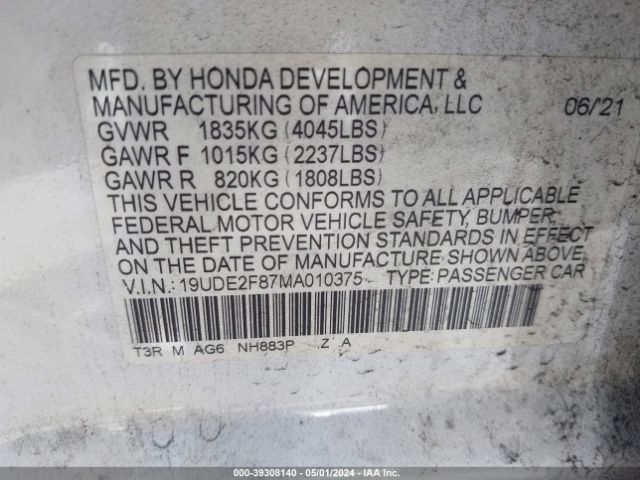 MFD. BY HONDA DEVELOPMENT &
MANUFACTURING OF AMERICA, LLC 06/'21
GVWR 1835KG (4045LBS)
GAWR F 1015KG (2237LBS)
GAWR R 820KG (1808LBS)
THIS VEHICLE CONFORMS TO ALL APPLICABLE
FEDERAL MOTOR VEHICLE SAFETY, BUMPER
AND THEFT PREVENTION STANDARDS IN EFFECT
ON THE DATE OF MANUFACTURE SHOWN ABOVE.
V.I.N.: 19UDE2F87MA010375 TYPE: PASSENGER CAR
T3R M AG6 NH883P Z A
000-39308140 - 05/01/2024 - IAA Inc.